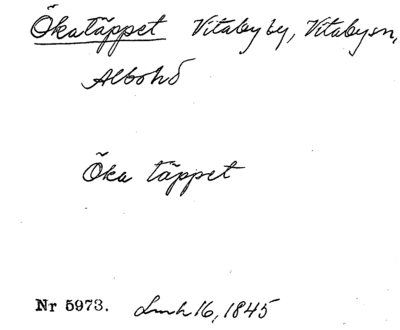 Ökatäppet Vitaby by, Vitaby sn,
Albo hd
Öka täppet
Nr 5973. Lmh 16, 1845